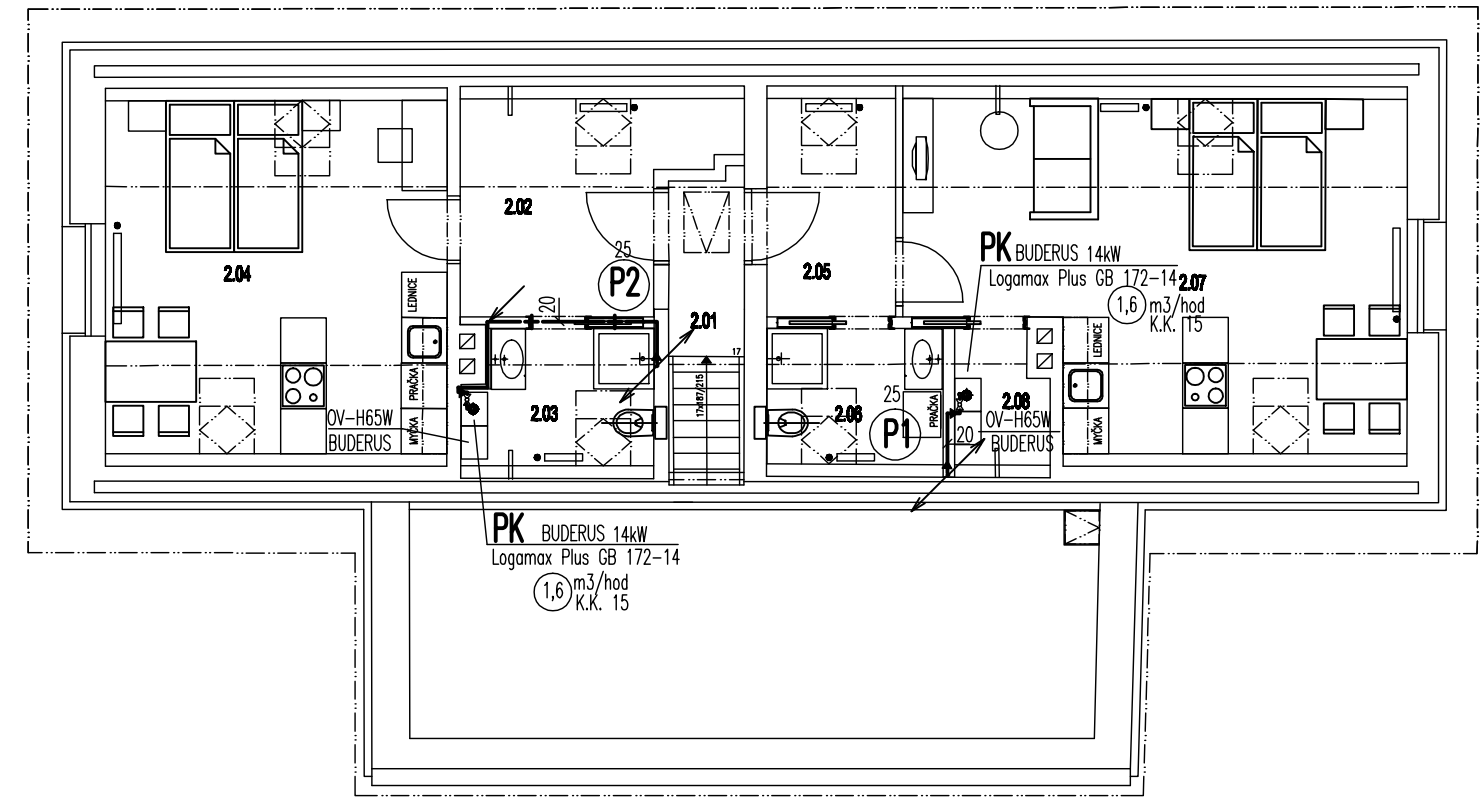 2.02
25
P2
2.04
LEDNICE
20
2.01
17
17x187/215
PRAČKA
2.03
OV-H65W
BUDERUS
MYČKA
PK BUDERUS 14kW
Logamax Plus GB 172-14
1,6 m3/hod
K.K. 15
2.05
PK BUDERUS 14kW
Logamax Plus GB 172-14
2.07
1,6 m3/hod
K.K. 15
LEDNICE
25
2.06
PRAČKA
P1
20
2.08
OV-H65W
BUDERUS
MYČKA